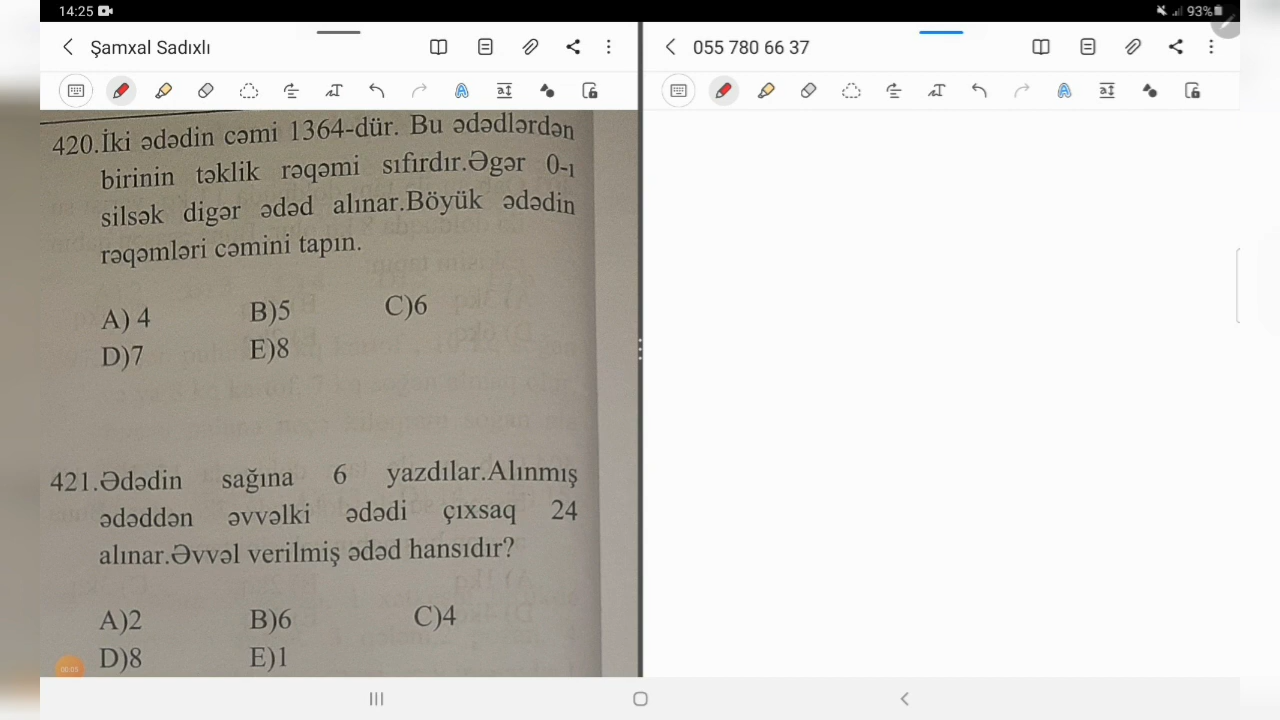 14:25
93%
Şamxal Sadıxlı
055 780 66 37
420.İki ədədin cəmi 1364-dür. Bu ədədlərdən
birinin təklik rəqəmi sıfırdır.Əgər 0-ı
silsək digər ədəd alınar.Böyük ədədin
rəqəmləri cəmini tapın.
A) 4 B)5 C)6
D)7 E)8
421.Ədədin sağına 6 yazdılar.Alınmış
ədəddən əvvəlki ədədi çıxsaq 24
alınar.Əvvəl verilmiş ədəd hansıdır?
A)2 B)6 C)4
D)8 E)1
00:05